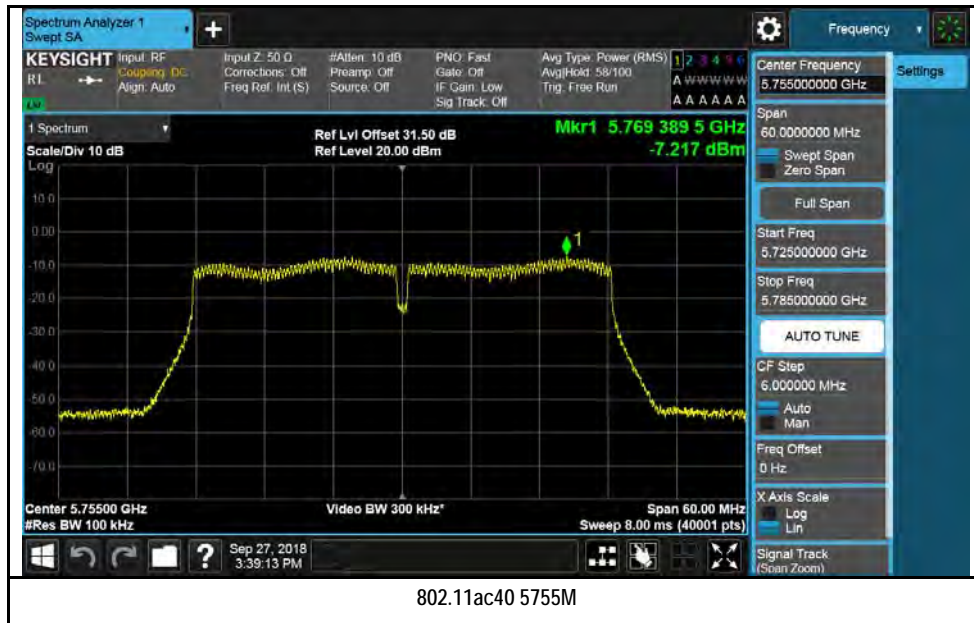 Spectrum Analyzer 1
Swept SA
+
Frequency
KEYSIGHT
RL
Input: RF
Coupling: DC
Align: Auto
Input Z: 50 Ω
Corrections: Off
Freq Ref: Int (S)
#Atten: 10 dB
Preamp: Off
Source: Off
PNO: Fast
Gate: Off
IF Gain: Low
Sig Track: Off
Avg Type: Power (RMS)
Avg|Hold: 58/100
Trig: Free Run
1 2 3 4 5 6
A W W W W W
A A A A A A
1 Spectrum
Scale/Div 10 dB
Ref Lvl Offset 31.50 dB
Ref Level 20.00 dBm
Mkr1 5.769 389 5 GHz
-7.217 dBm
Log
10.0
0.00
-10.0
-20.0
-30.0
-40.0
-50.0
-60.0
-70.0
1
Center 5.75500 GHz
#Res BW 100 kHz
Video BW 300 kHz*
Span 60.00 MHz
Sweep 8.00 ms (40001 pts)
Center Frequency
5.755000000 GHz
Span
60.0000000 MHz
Swept Span
Zero Span
Full Span
Start Freq
5.725000000 GHz
Stop Freq
5.785000000 GHz
AUTO TUNE
CF Step
6.000000 MHz
Auto
Man
Freq Offset
0 Hz
X Axis Scale
Log
Lin
Signal Track
(Span Zoom)
Settings
?
Sep 27, 2018
3:39:13 PM
802.11ac40 5755M